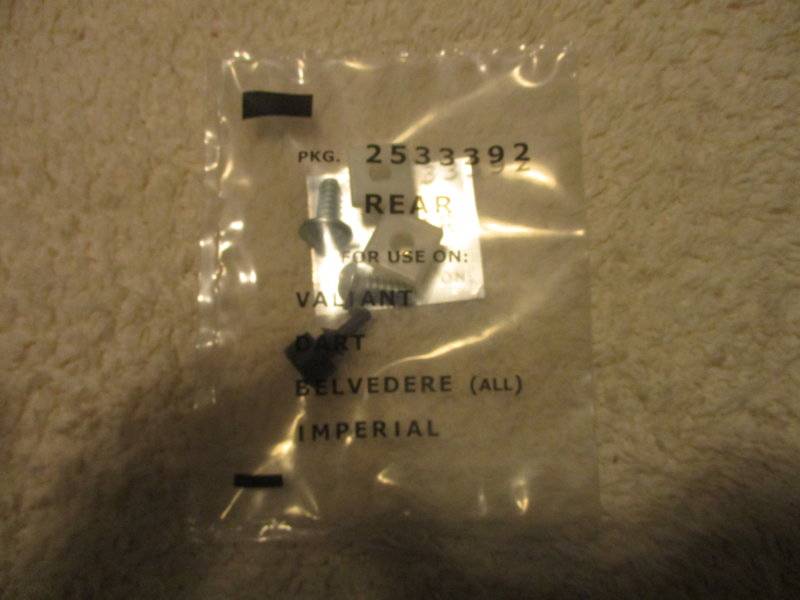 PKG. 2533392
REAR
FOR USE ON:
VALIANT
DART
BELVEDERE (ALL)
IMPERIAL